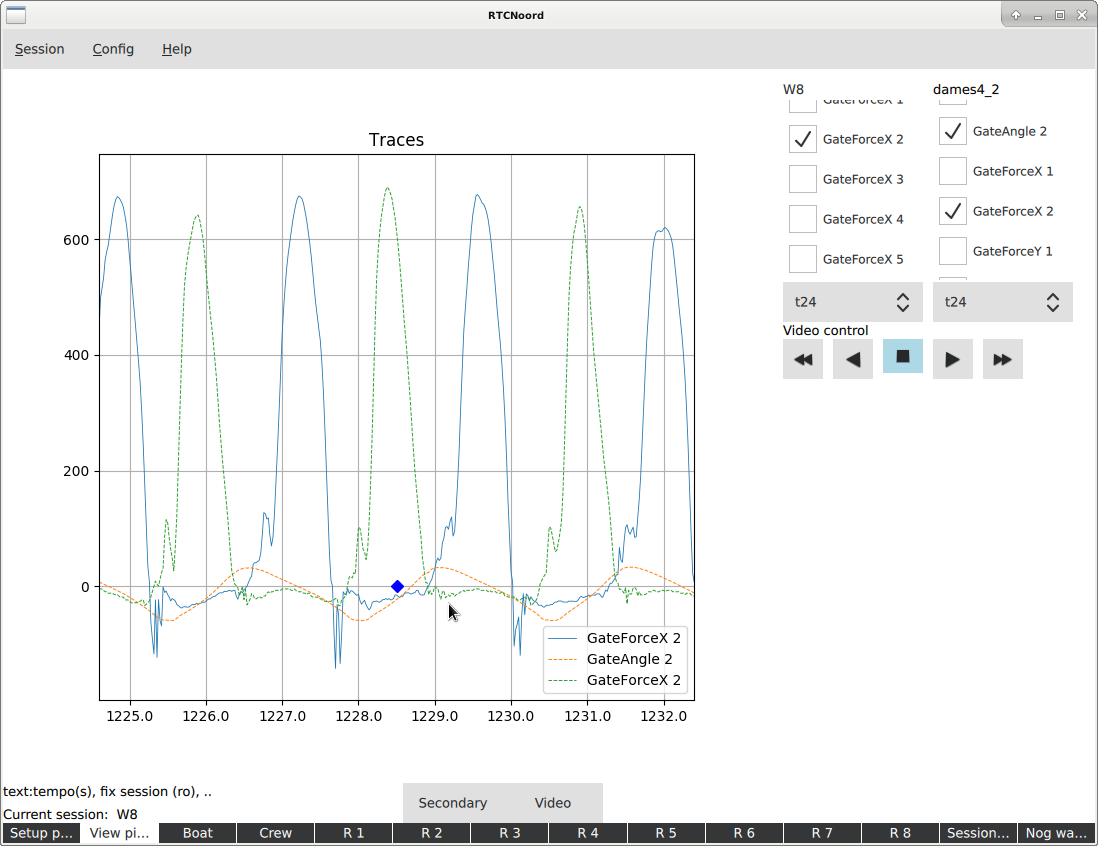 RTCNoord
Session Config Help
W8 dames4_2
GateForceX 1
GateForceX 2
GateForceX 3
GateForceX 4
GateForceX 5
GateAngle 2
GateForceX 1
GateForceX 2
GateForceY 1
t24 t24
Video control
Traces
600
400
200
0
1225.0 1226.0 1227.0 1228.0 1229.0 1230.0 1231.0 1232.0
GateForceX 2
GateAngle 2
GateForceX 2
text:tempo(s), fix session (ro), ..
Secondary Video
Current session: W8
Setup p... View pi... Boat Crew R 1 R 2 R 3 R 4 R 5 R 6 R 7 R 8 Session... Nog wa...